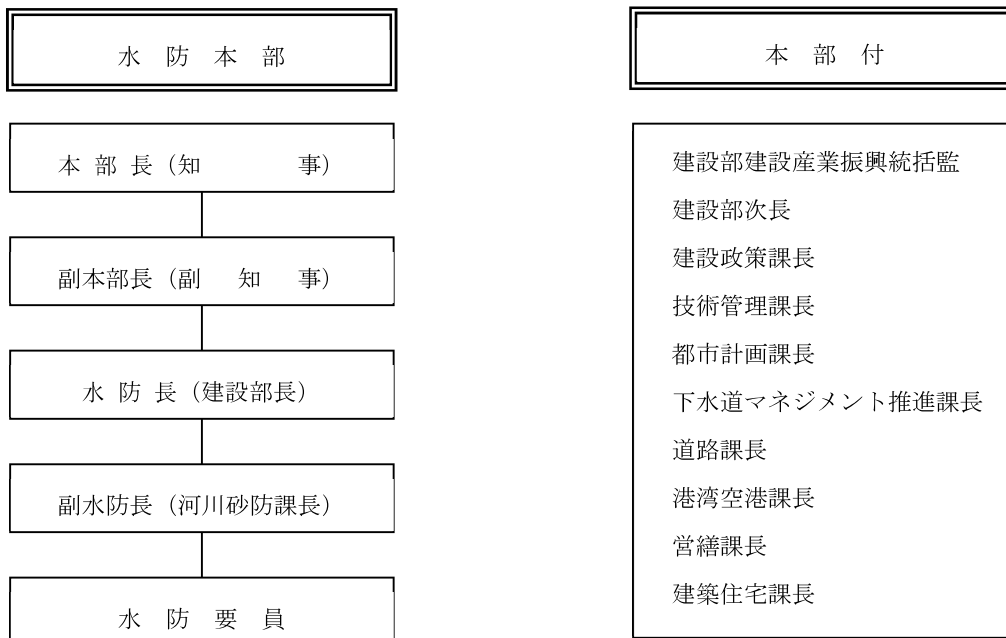 水 防 本 部
本 部 長（知 事）
副本部長（副 知 事）
水 防 長（建設部長）
副水防長（河川砂防課長）
水 防 要 員
本 部 付
建設部建設産業振興統括監
建設部次長
建設政策課長
技術管理課長
都市計画課長
下水道マネジメント推進課長
道路課長
港湾空港課長
営繕課長
建築住宅課長